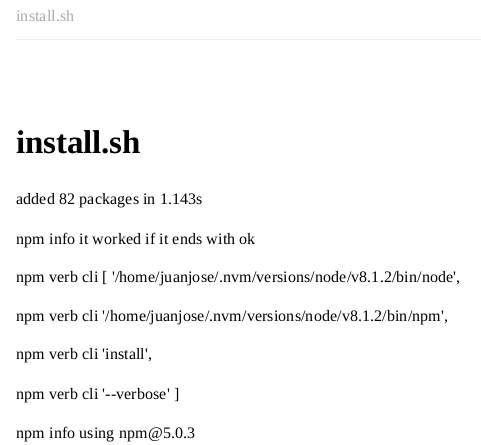 install.sh
install.sh
added 82 packages in 1.143s
npm info it worked if it ends with ok
npm verb cli [ '/home/juanjose/.nvm/versions/node/v8.1.2/bin/node',
npm verb cli '/home/juanjose/.nvm/versions/node/v8.1.2/bin/npm',
npm verb cli 'install',
npm verb cli '--verbose' ]
npm info using npm@5.0.3